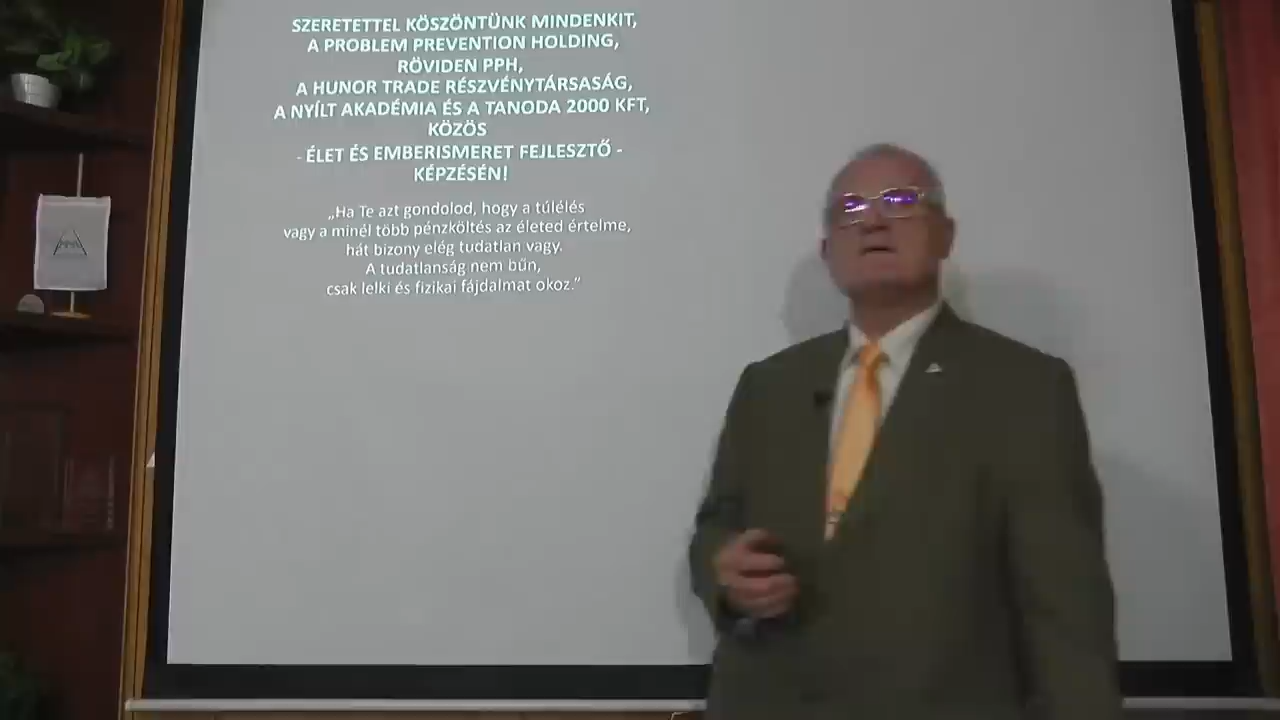 SZERETETTEL KÖSZÖNTÜNK MINDENKIT,
A PROBLEM PREVENTION HOLDING,
RÖVIDEN PPH,
A HUNOR TRADE RÉSZVÉNYTÁRSASÁG,
A NYÍLT AKADÉMIA ÉS A TANODA 2000 KFT,
KÖZÖS
- ÉLET ÉS EMBERISMERET FEJLESZTŐ -
KÉPZÉSÉN!
„Ha Te azt gondolod, hogy a túlélés
vagy a minél több pénzköltés az életed értelme,
hát bizony elég tudatlan vagy.
A tudatlanság nem bűn,
csak lelki és fizikai fájdalmat okoz.”